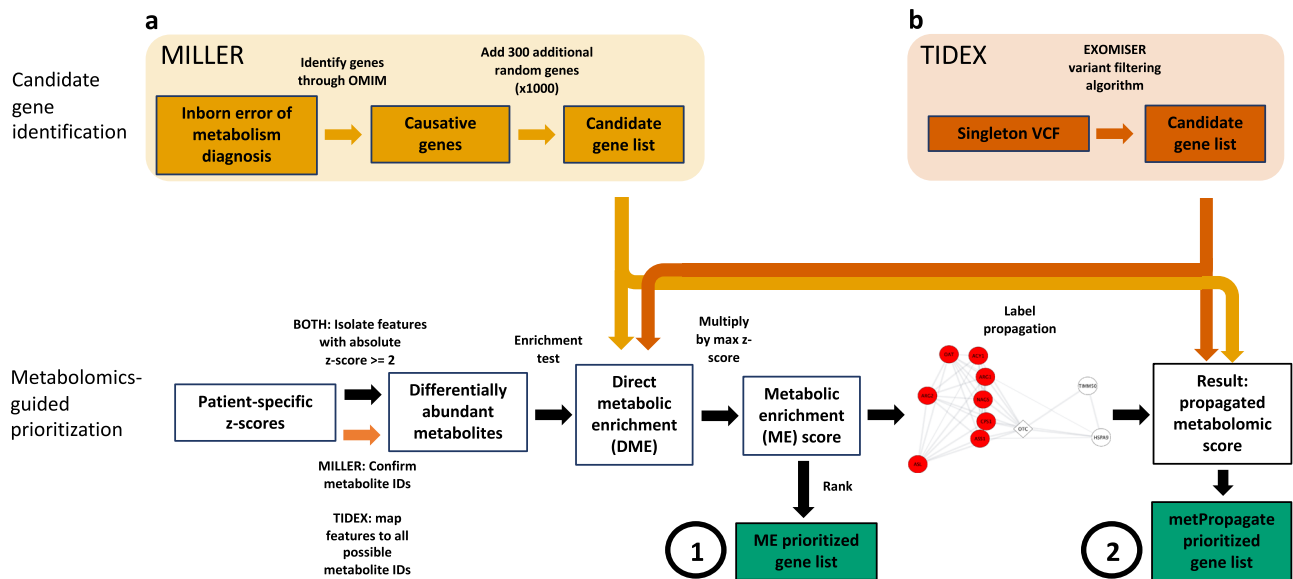 a
b
MILLER
Identify genes
through OMIM
Add 300 additional
random genes
(x1000)
TIDEX
EXOMISER
variant filtering
algorithm
Candidate
gene
identification
Inborn error of
metabolism
diagnosis
Causative
genes
Candidate
gene list
Singleton VCF
Candidate
gene list
BOTH: Isolate features
with absolute
z-score >= 2
Enrichment
test
Multiply
by max z-
score
Label
propagation
Metabolomics-
guided
prioritization
Patient-specific
z-scores
Differentially
abundant
metabolites
Direct
metabolic
enrichment
(DME)
Metabolic
enrichment
(ME) score
TIMM50
OTC
HSPA9
Result:
propagated
metabolomic
score
MILLER: Confirm
metabolite IDs
TIDEX: map
features to all
possible
metabolite IDs
Rank
1
ME prioritized
gene list
2
metPropagate
prioritized
gene list